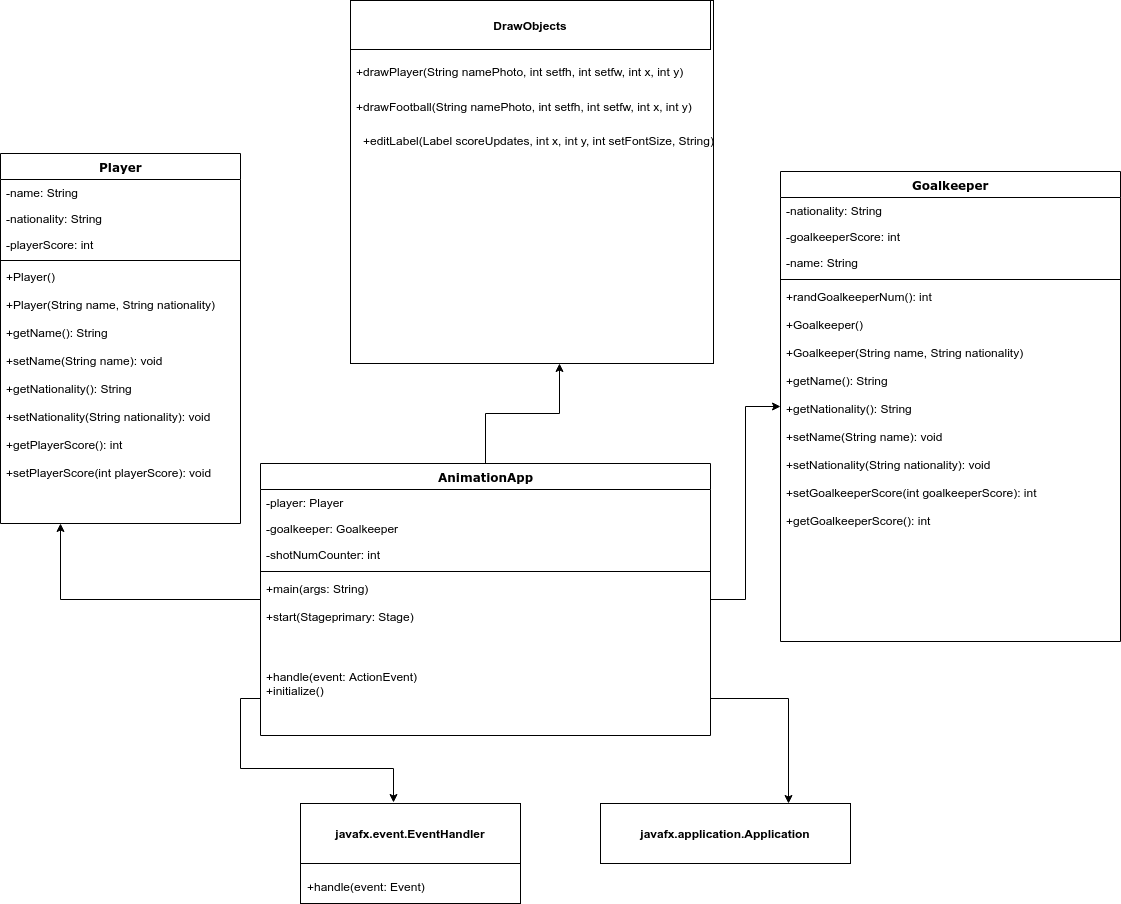 DrawObjects
+drawPlayer(String namePhoto, int setfh, int setfw, int x, int y)
+drawFootball(String namePhoto, int setfh, int setfw, int x, int y)
+editLabel(Label scoreUpdates, int x, int y, int setFontSize, String)
Player
-name: String
-nationality: String
-playerScore: int
+Player()
+Player(String name, String nationality)
+getName(): String
+setName(String name): void
+getNationality(): String
+setNationality(String nationality): void
+getPlayerScore(): int
+setPlayerScore(int playerScore): void
Goalkeeper
-nationality: String
-goalkeeperScore: int
-name: String
+randGoalkeeperNum(): int
+Goalkeeper()
+Goalkeeper(String name, String nationality)
+getName(): String
+getNationality(): String
+setName(String name): void
+setNationality(String nationality): void
+setGoalkeeperScore(int goalkeeperScore): int
+getGoalkeeperScore(): int
AnimationApp
-player: Player
-goalkeeper: Goalkeeper
-shotNumCounter: int
+main(args: String)
+start(Stageprimary: Stage)
+handle(event: ActionEvent)
+initialize()
javafx.event.EventHandler
+handle(event: Event)
javafx.application.Application